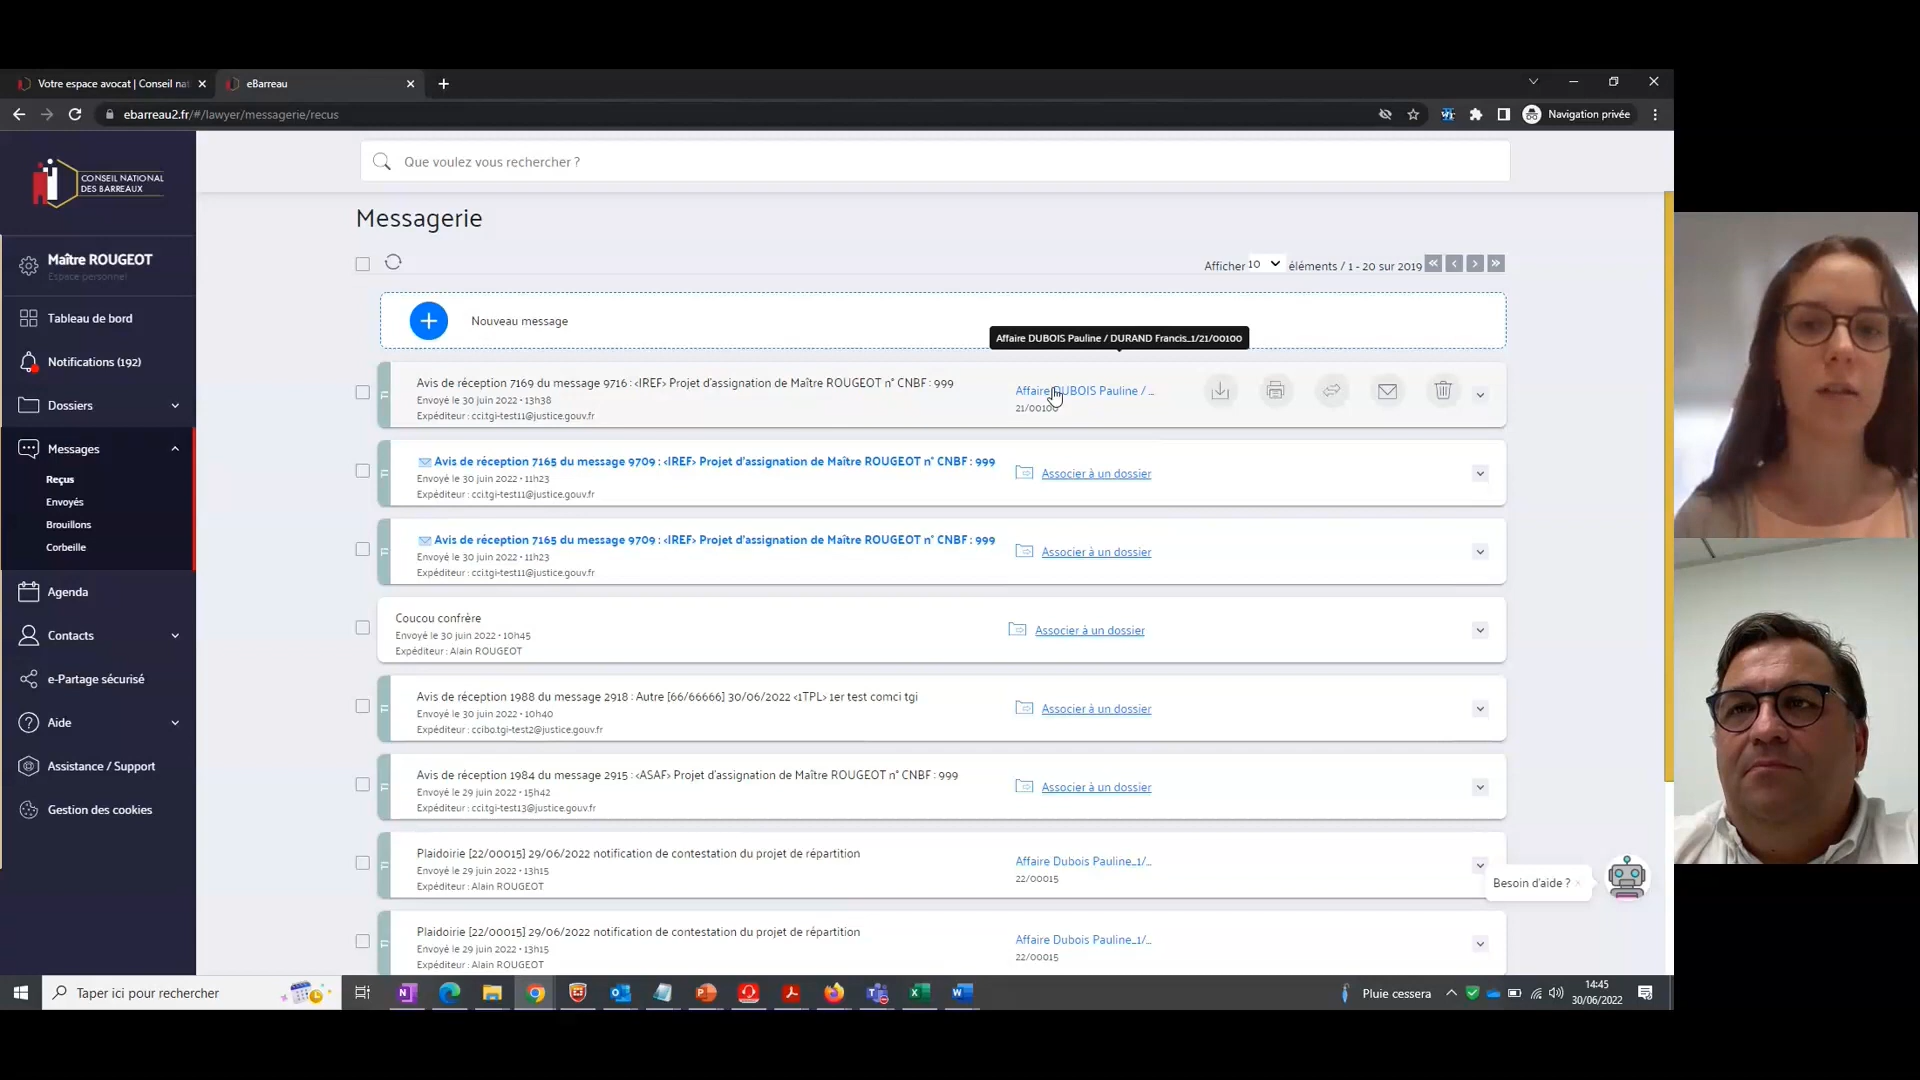 Votre espace avocat | Conseil nat
eBarreau
ebarreau2.fr/#/lawyer/messagerie/recus
Navigation privée
CONSEIL NATIONAL
DES BARREAUX
Que voulez vous rechercher ?
Maître ROUGEOT
Espace personnel
Tableau de bord
Notifications (192)
Dossiers
Messages
Reçus
Envoyés
Brouillons
Corbeille
Agenda
Contacts
e-Partage sécurisé
Aide
Assistance / Support
Gestion des cookies
Messagerie
Afficher 10 éléments / 1 - 20 sur 2019
Nouveau message
Affaire DUBOIS Pauline / DURAND Francis_1/21/00100
Avis de réception 7169 du message 9716 : <IREF> Projet d'assignation de Maître ROUGEOT n° CNBF : 999
Envoyé le 30 juin 2022 • 13h38
Expéditeur : cci.tgi-test11@justice.gouv.fr
Affaire DUBOIS Pauline / ...
21/00100
Avis de réception 7165 du message 9709 : <IREF> Projet d'assignation de Maître ROUGEOT n° CNBF : 999
Envoyé le 30 juin 2022 • 11h23
Expéditeur : cci.tgi-test11@justice.gouv.fr
Associer à un dossier
Avis de réception 7165 du message 9709 : <IREF> Projet d'assignation de Maître ROUGEOT n° CNBF : 999
Envoyé le 30 juin 2022 • 11h23
Expéditeur : cci.tgi-test11@justice.gouv.fr
Associer à un dossier
Coucou confrère
Envoyé le 30 juin 2022 • 10h45
Expéditeur : Alain ROUGEOT
Associer à un dossier
Avis de réception 1988 du message 2918 : Autre [66/66666] 30/06/2022 <1TPL> 1er test comci tgi
Envoyé le 30 juin 2022 • 10h40
Expéditeur : ccibo.tgi-test2@justice.gouv.fr
Associer à un dossier
Avis de réception 1984 du message 2915 : <ASAF> Projet d'assignation de Maître ROUGEOT n° CNBF : 999
Envoyé le 29 juin 2022 • 15h42
Expéditeur : cci.tgi-test13@justice.gouv.fr
Associer à un dossier
Plaidoirie [22/00015] 29/06/2022 notification de contestation du projet de répartition
Envoyé le 29 juin 2022 • 13h15
Expéditeur : Alain ROUGEOT
Affaire Dubois Pauline_1/...
22/00015
Plaidoirie [22/00015] 29/06/2022 notification de contestation du projet de répartition
Envoyé le 29 juin 2022 • 13h15
Expéditeur : Alain ROUGEOT
Affaire Dubois Pauline_1/...
22/00015
Besoin d'aide ?
Taper ici pour rechercher
Pluie cessera
14:45
30/06/2022